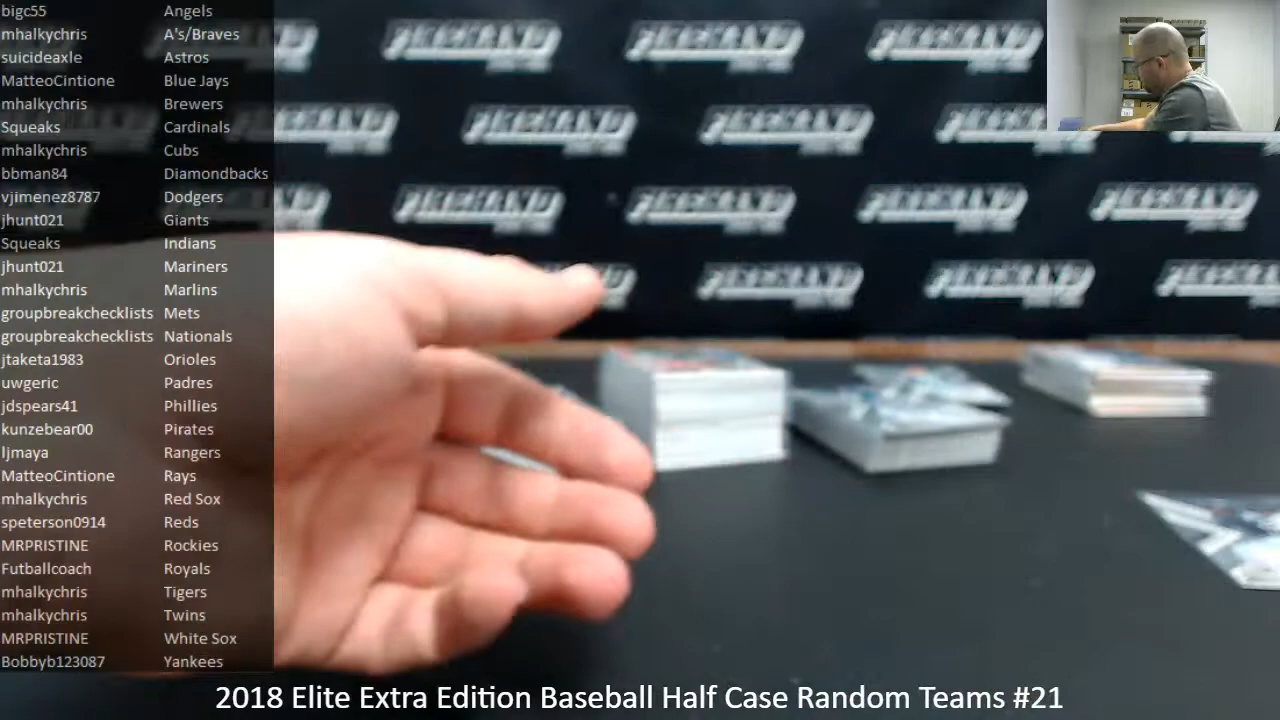 bigc55 Angels
mhalkychris A's/Braves
suicideaxle Astros
MatteoCintione Blue Jays
mhalkychris Brewers
Squeaks Cardinals
mhalkychris Cubs
bbman84 Diamondbacks
vjimenez8787 Dodgers
jhunt021 Giants
Squeaks Indians
jhunt021 Mariners
mhalkychris Marlins
groupbreakchecklists Mets
groupbreakchecklists Nationals
jtaketa1983 Orioles
uwgeric Padres
jdspears41 Phillies
kunzebear00 Pirates
ljmaya Rangers
MatteoCintione Rays
mhalkychris Red Sox
speterson0914 Reds
MRPRISTINE Rockies
Futballcoach Royals
mhalkychris Tigers
mhalkychris Twins
MRPRISTINE White Sox
Bobbyb123087 Yankees
2018 Elite Extra Edition Baseball Half Case Random Teams #21